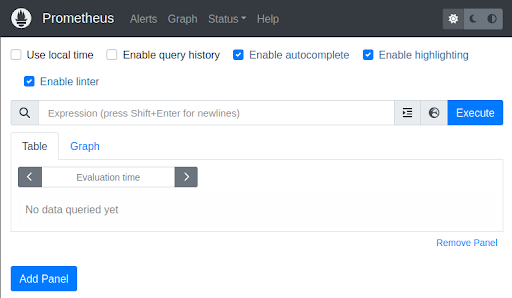 Prometheus Alerts Graph Status Help
Use local time Enable query history Enable autocomplete Enable highlighting
Enable linter
Expression (press Shift+Enter for newlines) Execute
Table Graph
Evaluation time
No data queried yet
Remove Panel
Add Panel